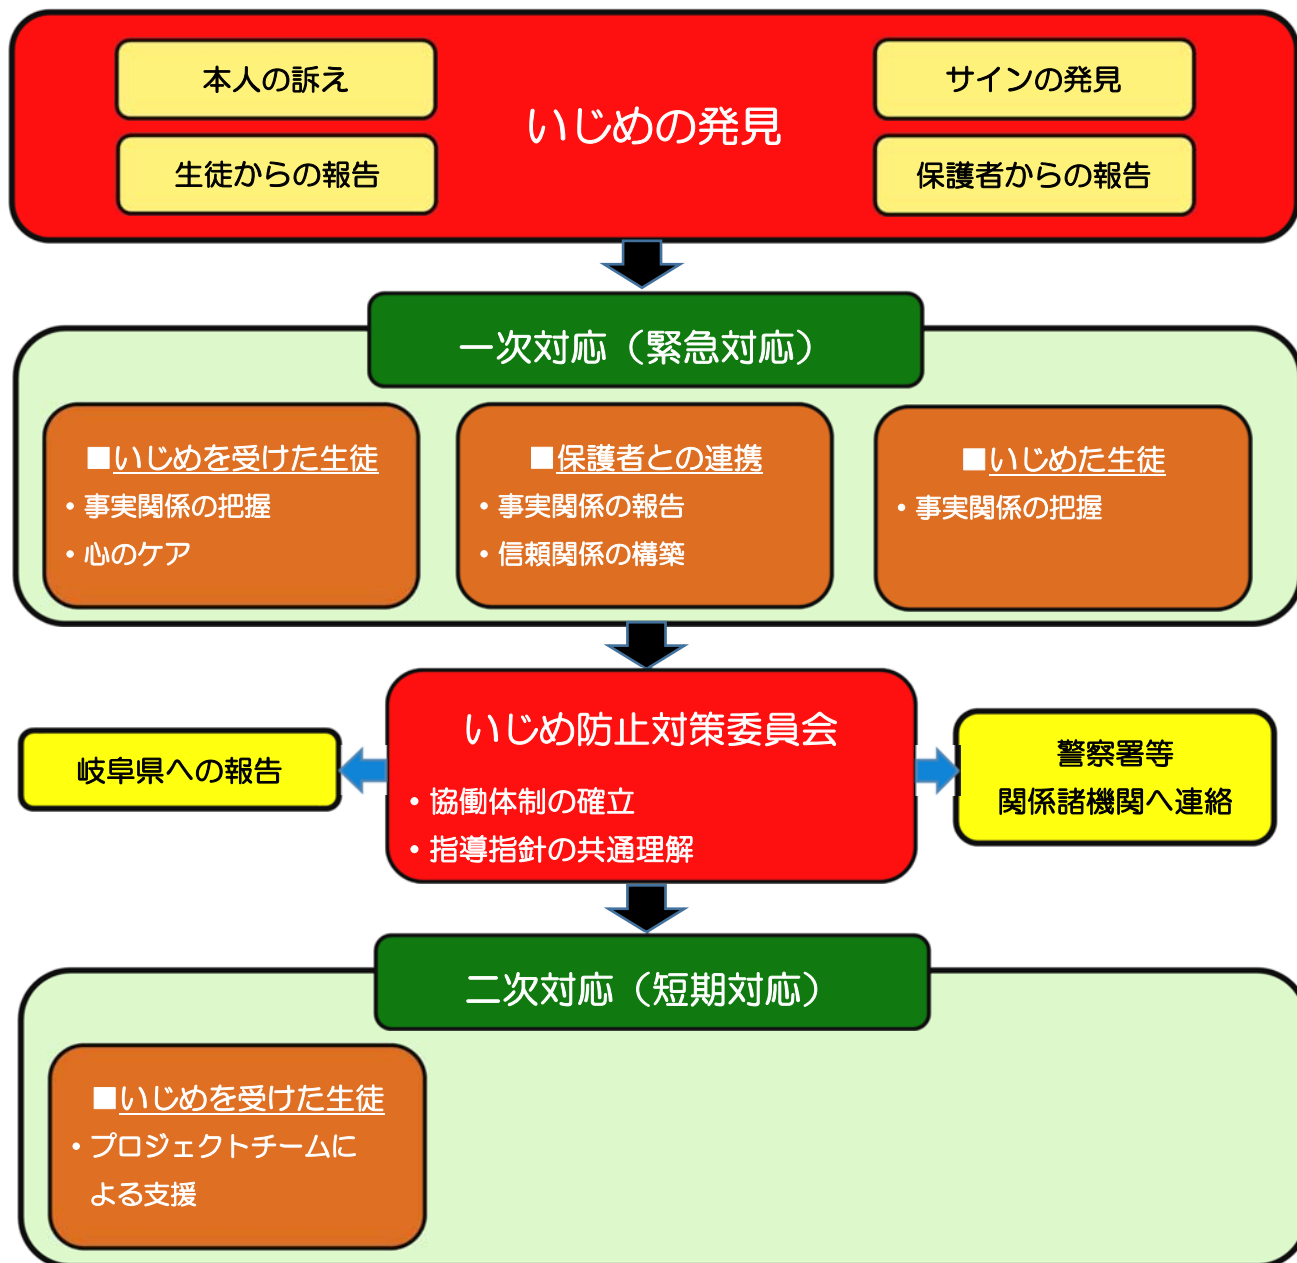 本人の訴え
サインの発見
いじめの発見
生徒からの報告
保護者からの報告
一次対応（緊急対応）
■いじめを受けた生徒
・事実関係の把握
・心のケア
■保護者との連携
・事実関係の報告
・信頼関係の構築
■いじめた生徒
・事実関係の把握
いじめ防止対策委員会
・協働体制の確立
・指導指針の共通理解
岐阜県への報告
警察署等
関係諸機関へ連絡
二次対応（短期対応）
■いじめを受けた生徒
・プロジェクトチームに
よる支援